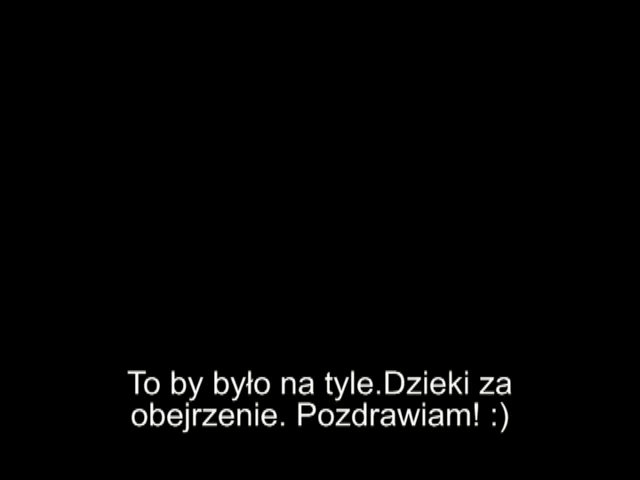 To by było na tyle.Dzieki za
obejrzenie. Pozdrawiam! :)